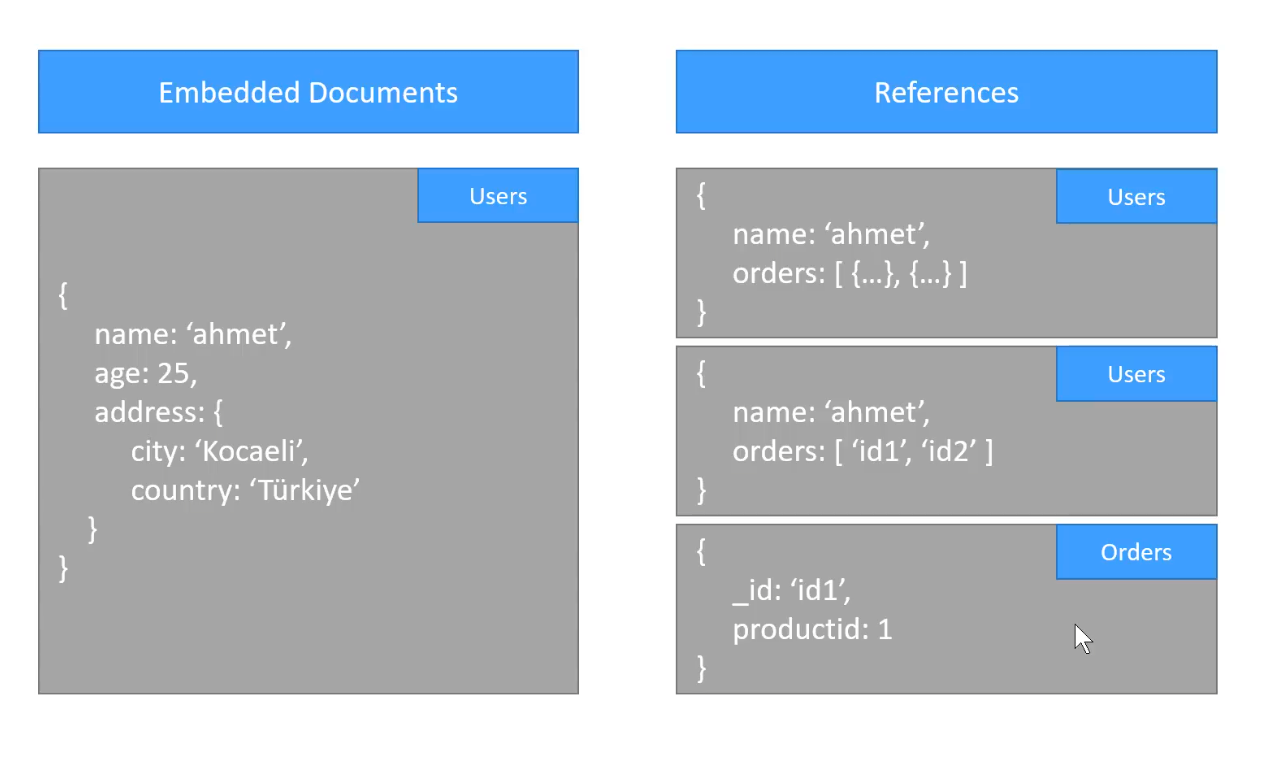 Embedded Documents
Users
{
name: ‘ahmet’,
age: 25,
address: {
city: ‘Kocaeli’,
country: ‘Türkiye’
}
}
References
Users
{
name: ‘ahmet’,
orders: [ {…}, {…} ]
}
Users
{
name: ‘ahmet’,
orders: [ ‘id1’, ‘id2’ ]
}
Orders
{
_id: ‘id1’,
productid: 1
}